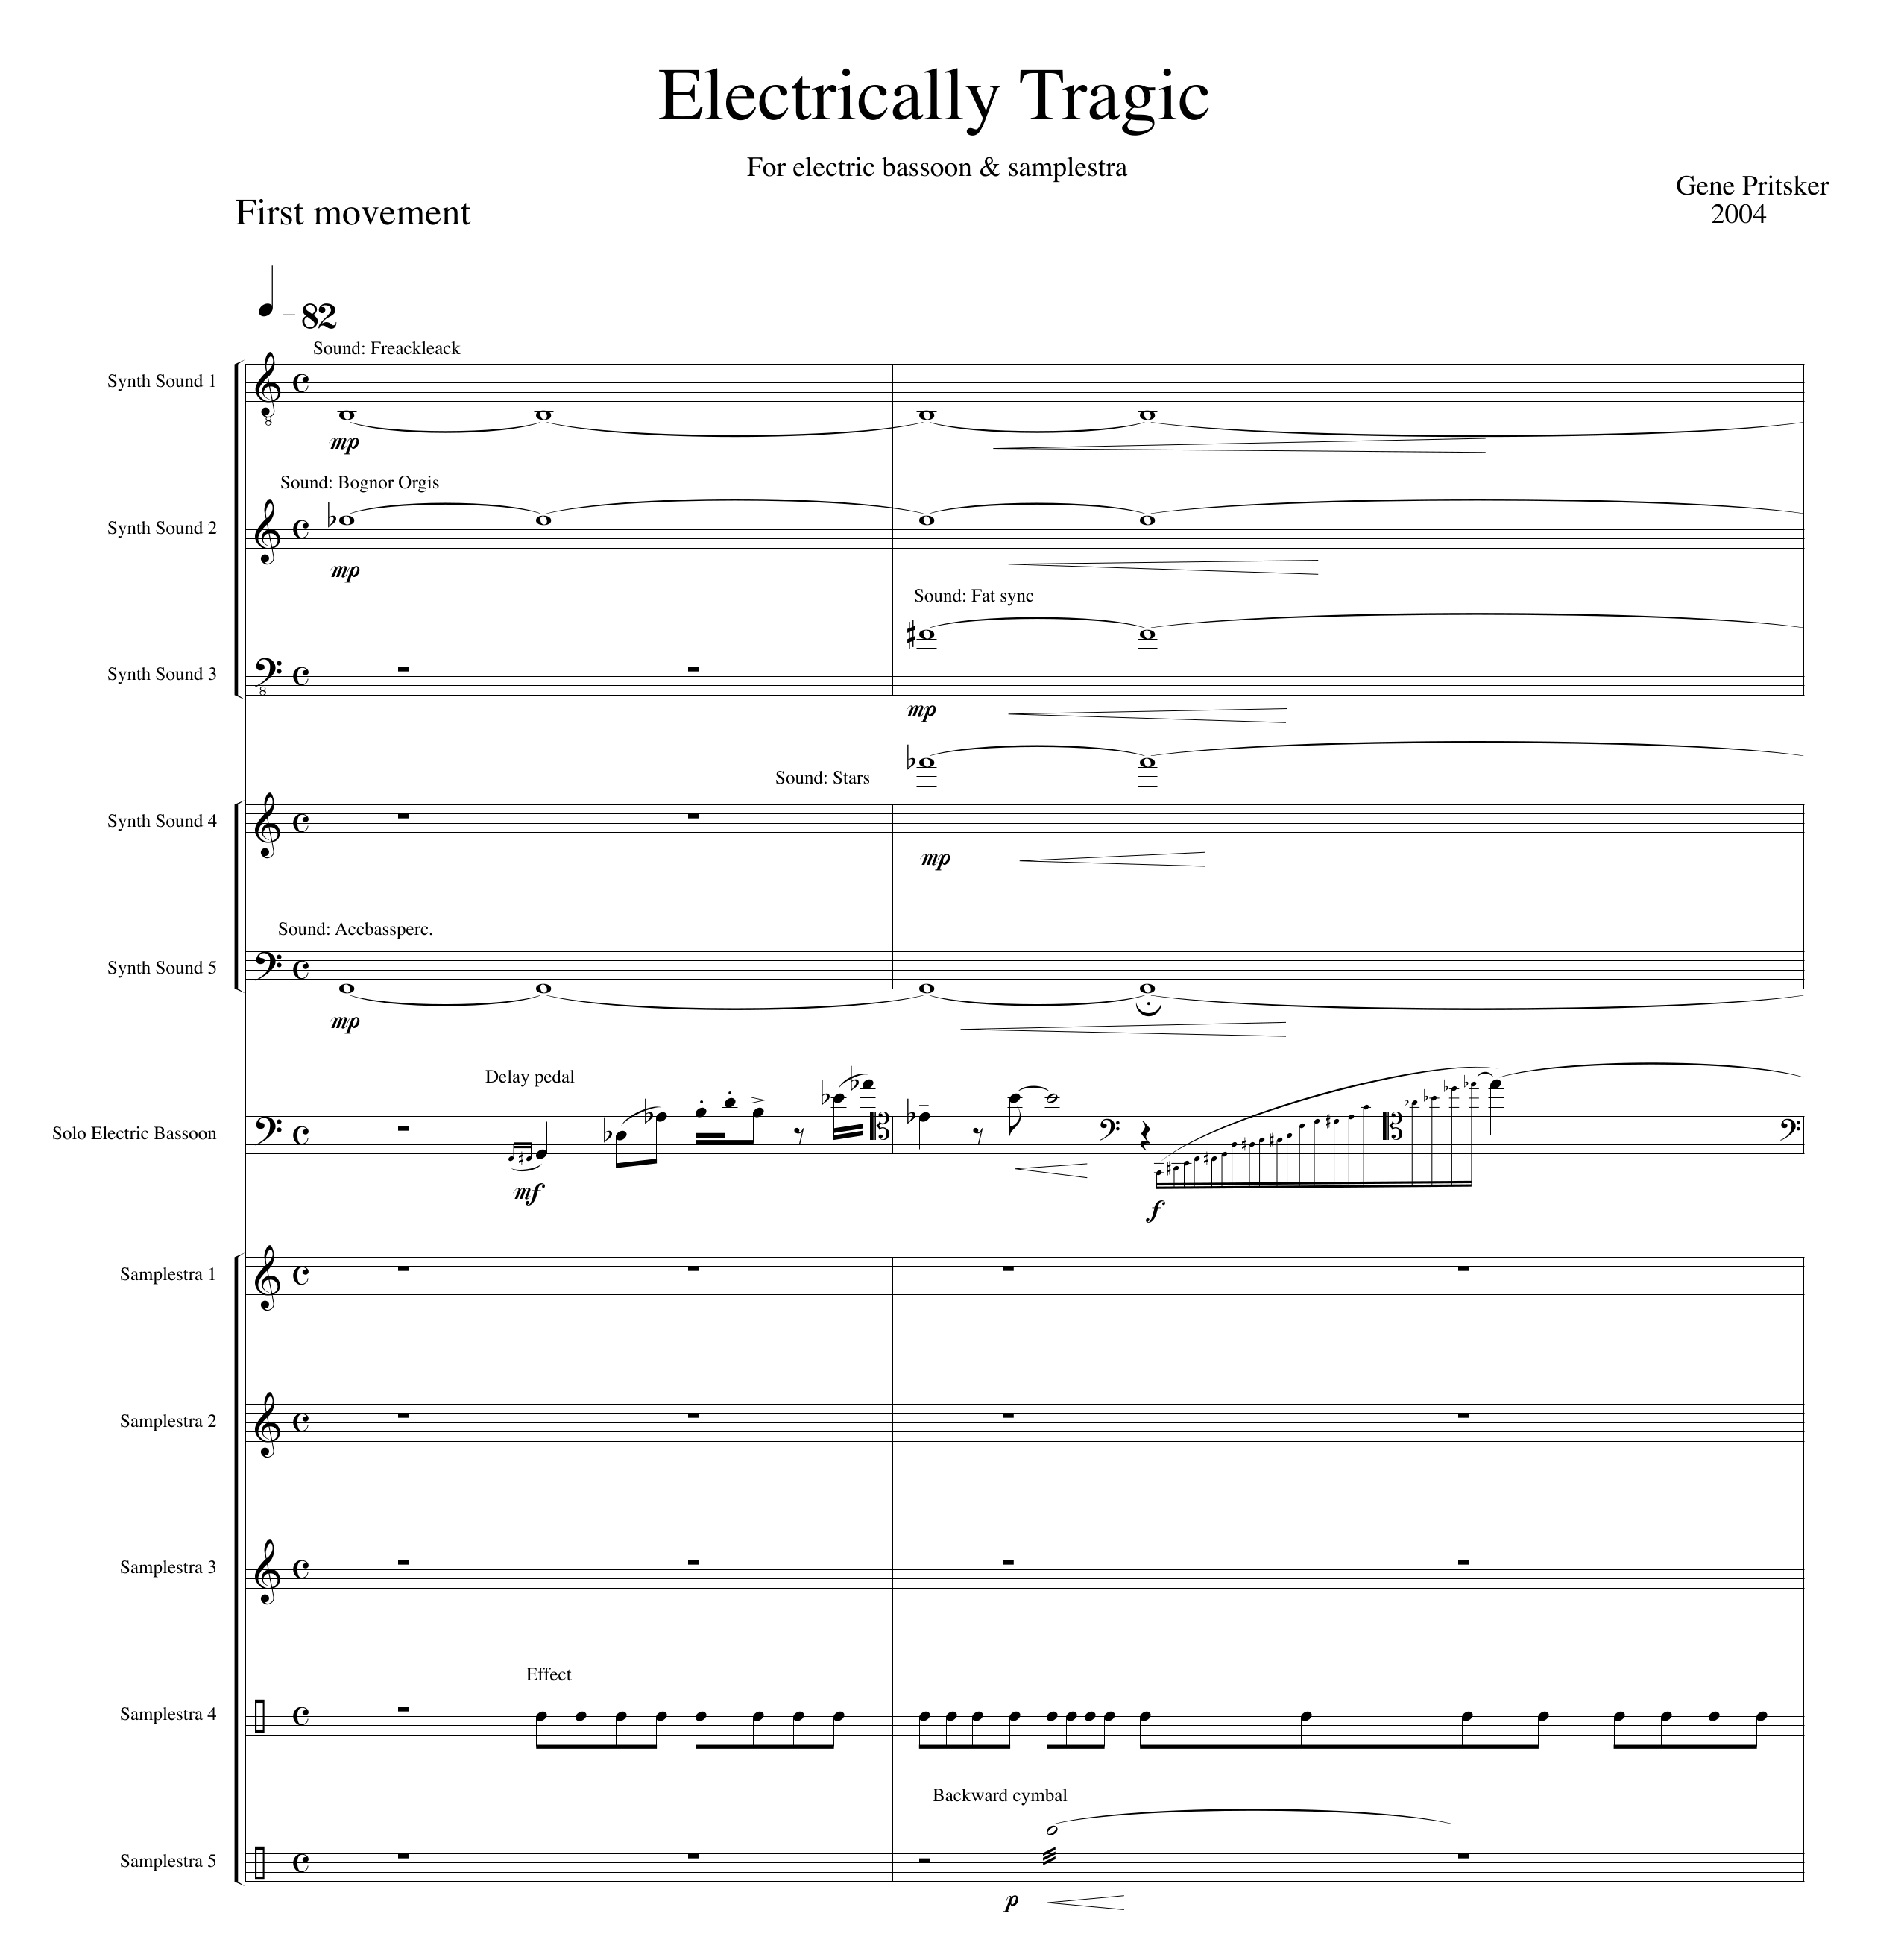 Electrically Tragic
For electric bassoon & samplestra
Gene Pritsker
First movement
2004
– 82
Sound: Freackleack
Synth Sound 1
mp
Sound: Bognor Orgis
Synth Sound 2
mp
Sound: Fat sync
Synth Sound 3
mp
Sound: Stars
Synth Sound 4
mp
Sound: Accbassperc.
Synth Sound 5
mp
Delay pedal
Solo Electric Bassoon
mf
f
Samplestra 1
Samplestra 2
Samplestra 3
Effect
Samplestra 4
Backward cymbal
Samplestra 5
p